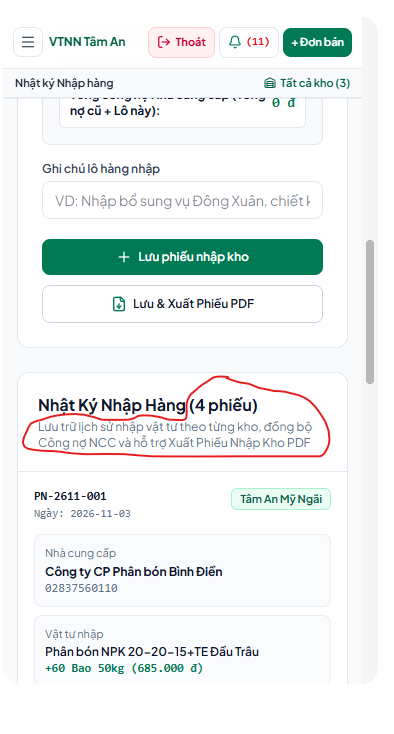 VTNN Tâm An
Thoát
(11)
+ Đơn bán
Nhật ký Nhập hàng
Tất cả kho (3)
nợ cũ + Lô này):
0 đ
Ghi chú lô hàng nhập
VD: Nhập bổ sung vụ Đông Xuân, chiết k
+ Lưu phiếu nhập kho
Lưu & Xuất Phiếu PDF
Nhật Ký Nhập Hàng (4 phiếu)
Lưu trữ lịch sử nhập vật tư theo từng kho, đồng bộ
Công nợ NCC và hỗ trợ Xuất Phiếu Nhập Kho PDF
PN-2611-001
Tâm An Mỹ Ngãi
Ngày: 2026-11-03
Nhà cung cấp
Công ty CP Phân bón Bình Điền
02837560110
Vật tư nhập
Phân bón NPK 20-20-15+TE Đầu Trâu
+60 Bao 50kg (685.000 đ)